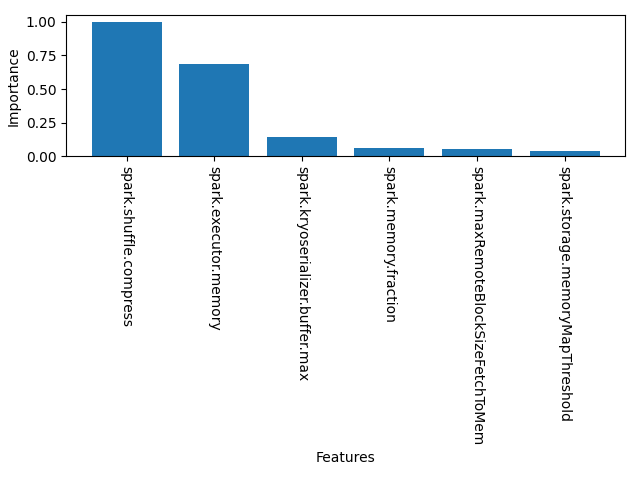 1.00
0.75
0.50
0.25
0.00
Importance
spark.shuffle.compress
spark.executor.memory
spark.kryoserializer.buffer.max
spark.memory.fraction
spark.maxRemoteBlockSizeFetchToMem
spark.storage.memoryMapThreshold
Features